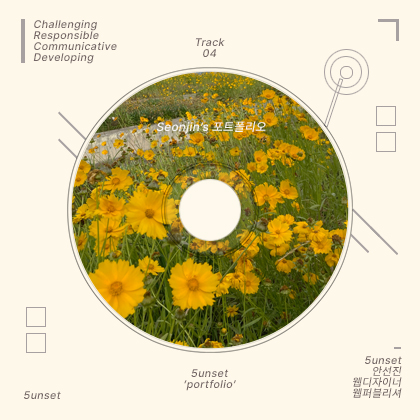 Challenging
Responsible
Communicative
Developing
Track
04
Seonjin's 포트폴리오
5unset
'portfolio'
5unset
5unset
안선진
웹디자이너
웹퍼블리셔